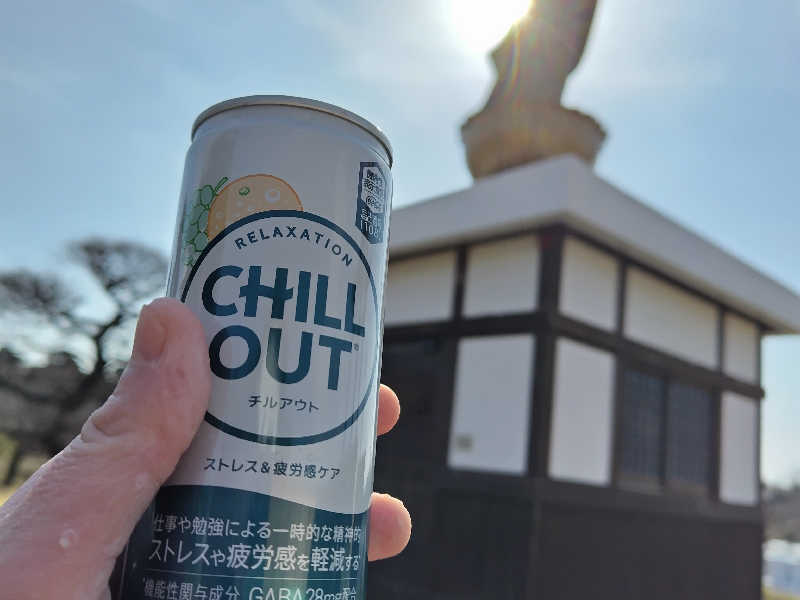 RELAXATION
CHILL
OUT®
チルアウト
ストレス&疲労感ケア
仕事や勉強による一時的な精神的
ストレスや疲労感を軽減する
機能性関与成分 GABA28mg配合